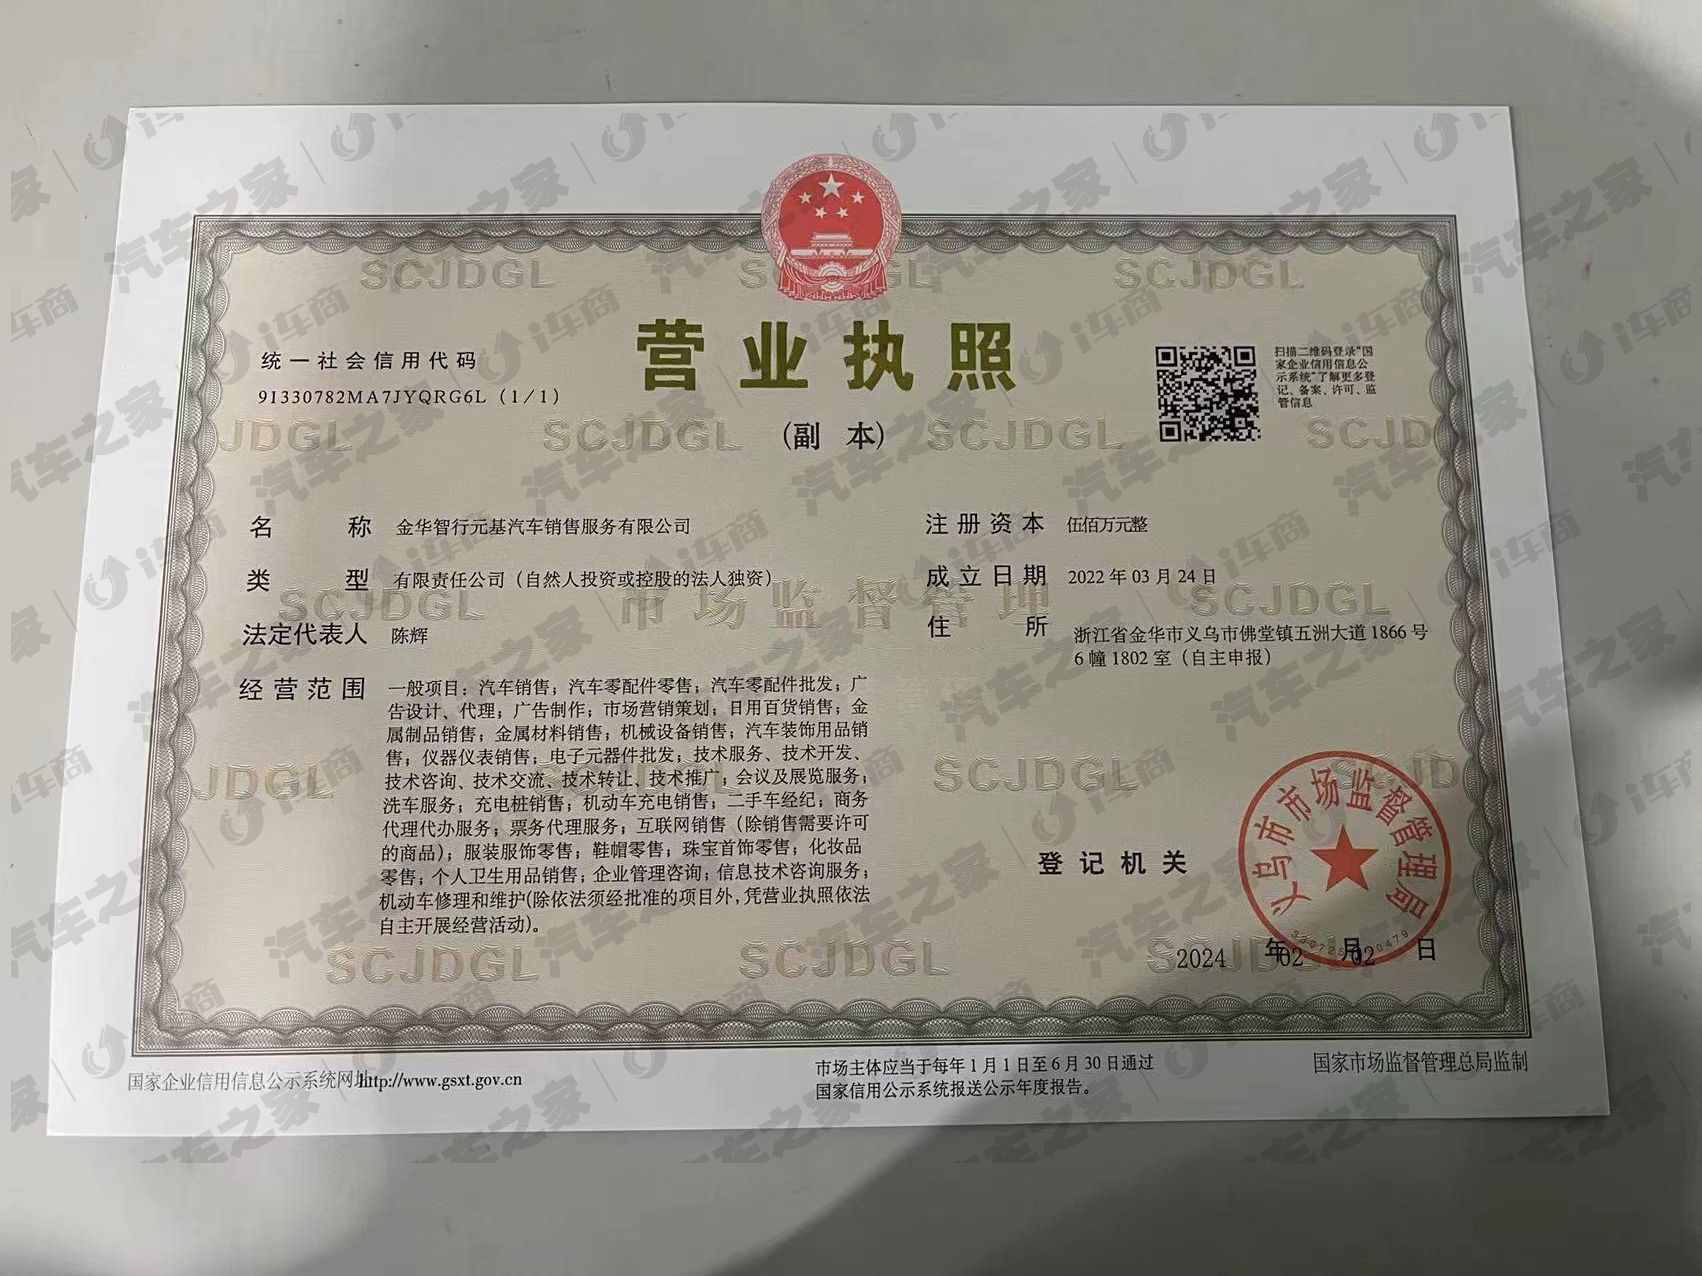 营业执照
(副 本)
统一社会信用代码
91330782MA7JYQRG6L (1/1)
扫描二维码登录"国
家企业信用信息公
示系统"了解更多登
记、备案、许可、监
管信息
名 称 金华智行元基汽车销售服务有限公司
类 型 有限责任公司（自然人投资或控股的法人独资）
法定代表人 陈辉
经营范围 一般项目：汽车销售；汽车零配件零售；汽车零配件批发；广
告设计、代理；广告制作；市场营销策划；日用百货销售；金
属制品销售；金属材料销售；机械设备销售；汽车装饰用品销
售；仪器仪表销售；电子元器件批发；技术服务、技术开发、
技术咨询、技术交流、技术转让、技术推广；会议及展览服务；
洗车服务；充电桩销售；机动车充电销售；二手车经纪；商务
代理代办服务；票务代理服务；互联网销售（除销售需要许可
的商品）；服装服饰零售；鞋帽零售；珠宝首饰零售；化妆品
零售；个人卫生用品销售；企业管理咨询；信息技术咨询服务；
机动车修理和维护(除依法须经批准的项目外,凭营业执照依法
自主开展经营活动)。
注册资本 伍佰万元整
成立日期 2022 年 03 月 24 日
住 所 浙江省金华市义乌市佛堂镇五洲大道 1866 号
6 幢 1802 室（自主申报）
登记机关
义乌市市场监督管理局
2024 年 02 月 02 日
国家企业信用信息公示系统网址http://www.gsxt.gov.cn
市场主体应当于每年 1 月 1 日至 6 月 30 日通过
国家信用公示系统报送公示年度报告。
国家市场监督管理总局监制
SCJDGL
市场监督管理
汽车之家 | i车商